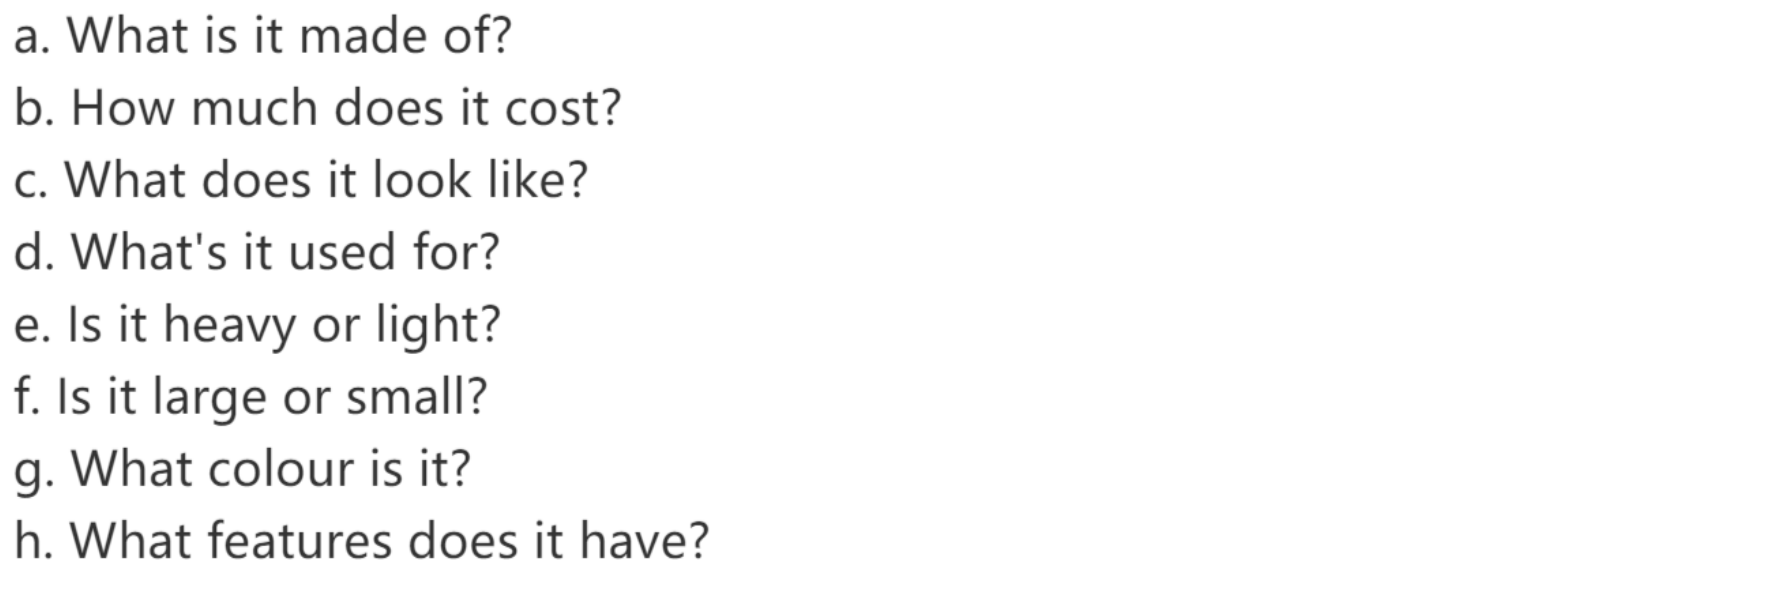 a. What is it made of?
b. How much does it cost?
c. What does it look like?
d. What's it used for?
e. Is it heavy or light?
f. Is it large or small?
g. What colour is it?
h. What features does it have?